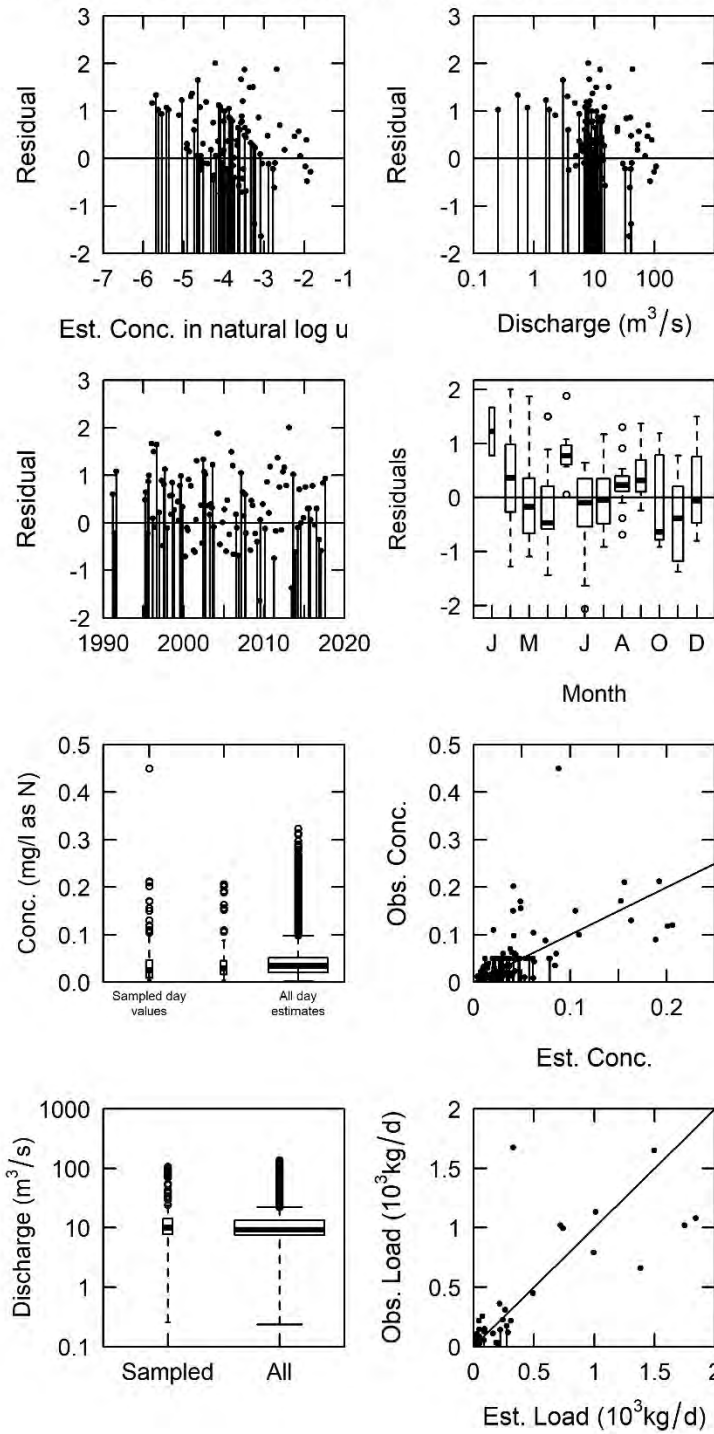 3
2
1
0
-1
-2
Residual
-7 -6 -5 -4 -3 -2 -1
Est. Conc. in natural log u
3
2
1
0
-1
-2
Residual
0.1 1 10 100
Discharge (m³/s)
3
2
1
0
-1
-2
Residual
1990 2000 2010 2020
2
1
0
-1
-2
Residuals
J M J A O D
Month
0.5
0.4
0.3
0.2
0.1
0.0
Conc. (mg/l as N)
Sampled day
values
All day
estimates
0.5
0.4
0.3
0.2
0.1
0
Obs. Conc.
0 0.1 0.2
Est. Conc.
1000
100
10
1
0.1
Discharge (m³/s)
Sampled All
2
1.5
1
0.5
0
Obs. Load (10³kg/d)
0 0.5 1 1.5 2
Est. Load (10³kg/d)